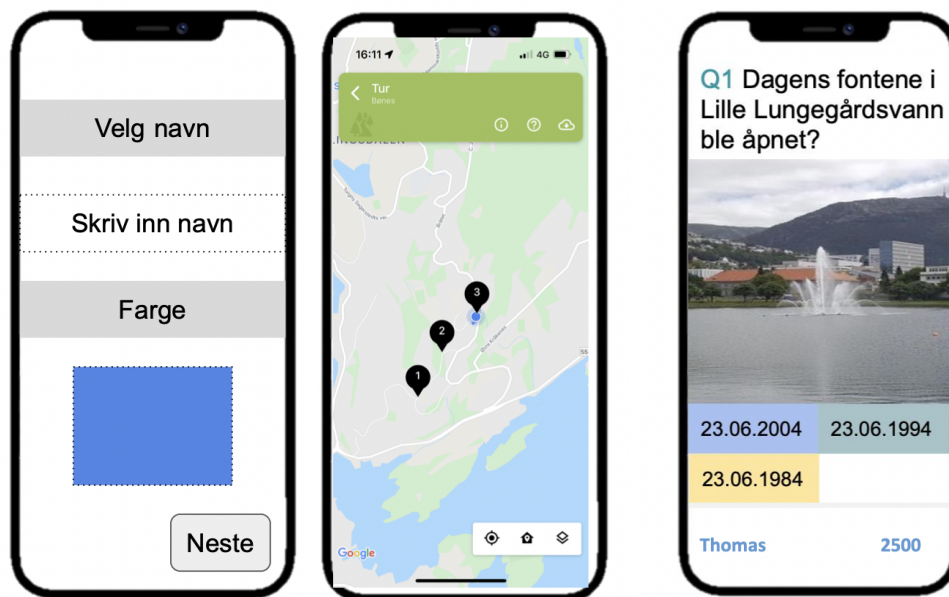 Velg navn
Skriv inn navn
Farge
Neste
16:11
4G
Tur
Bønes
1
2
3
Google
Q1 Dagens fontene i
Lille Lungegårdsvann
ble åpnet?
23.06.2004 23.06.1994
23.06.1984
Thomas 2500